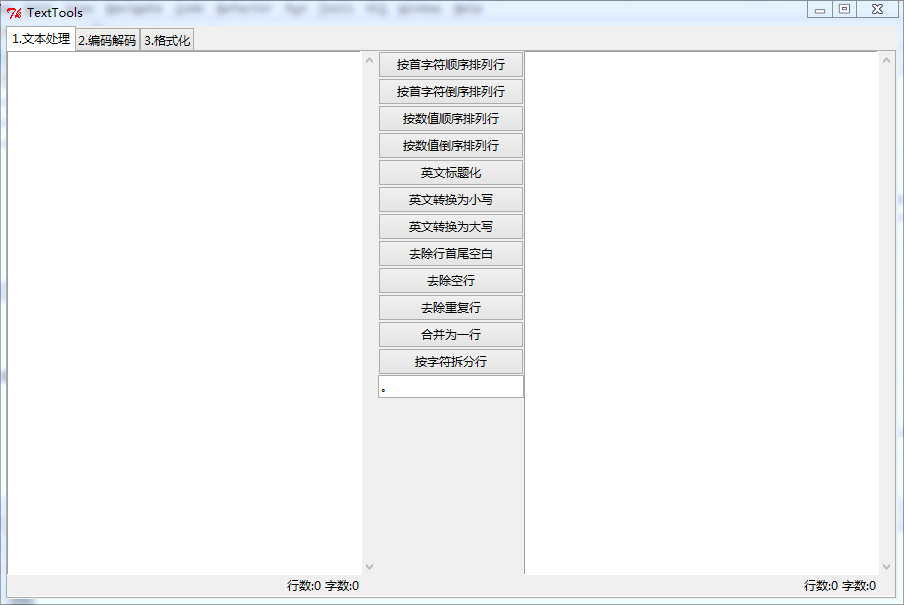 TextTools
1.文本处理 2.编码解码 3.格式化
按首字符顺序排列行
按首字符倒序排列行
按数值顺序排列行
按数值倒序排列行
英文标题化
英文转换为小写
英文转换为大写
去除行首尾空白
去除空行
去除重复行
合并为一行
按字符拆分行
。
行数:0 字数:0
行数:0 字数:0